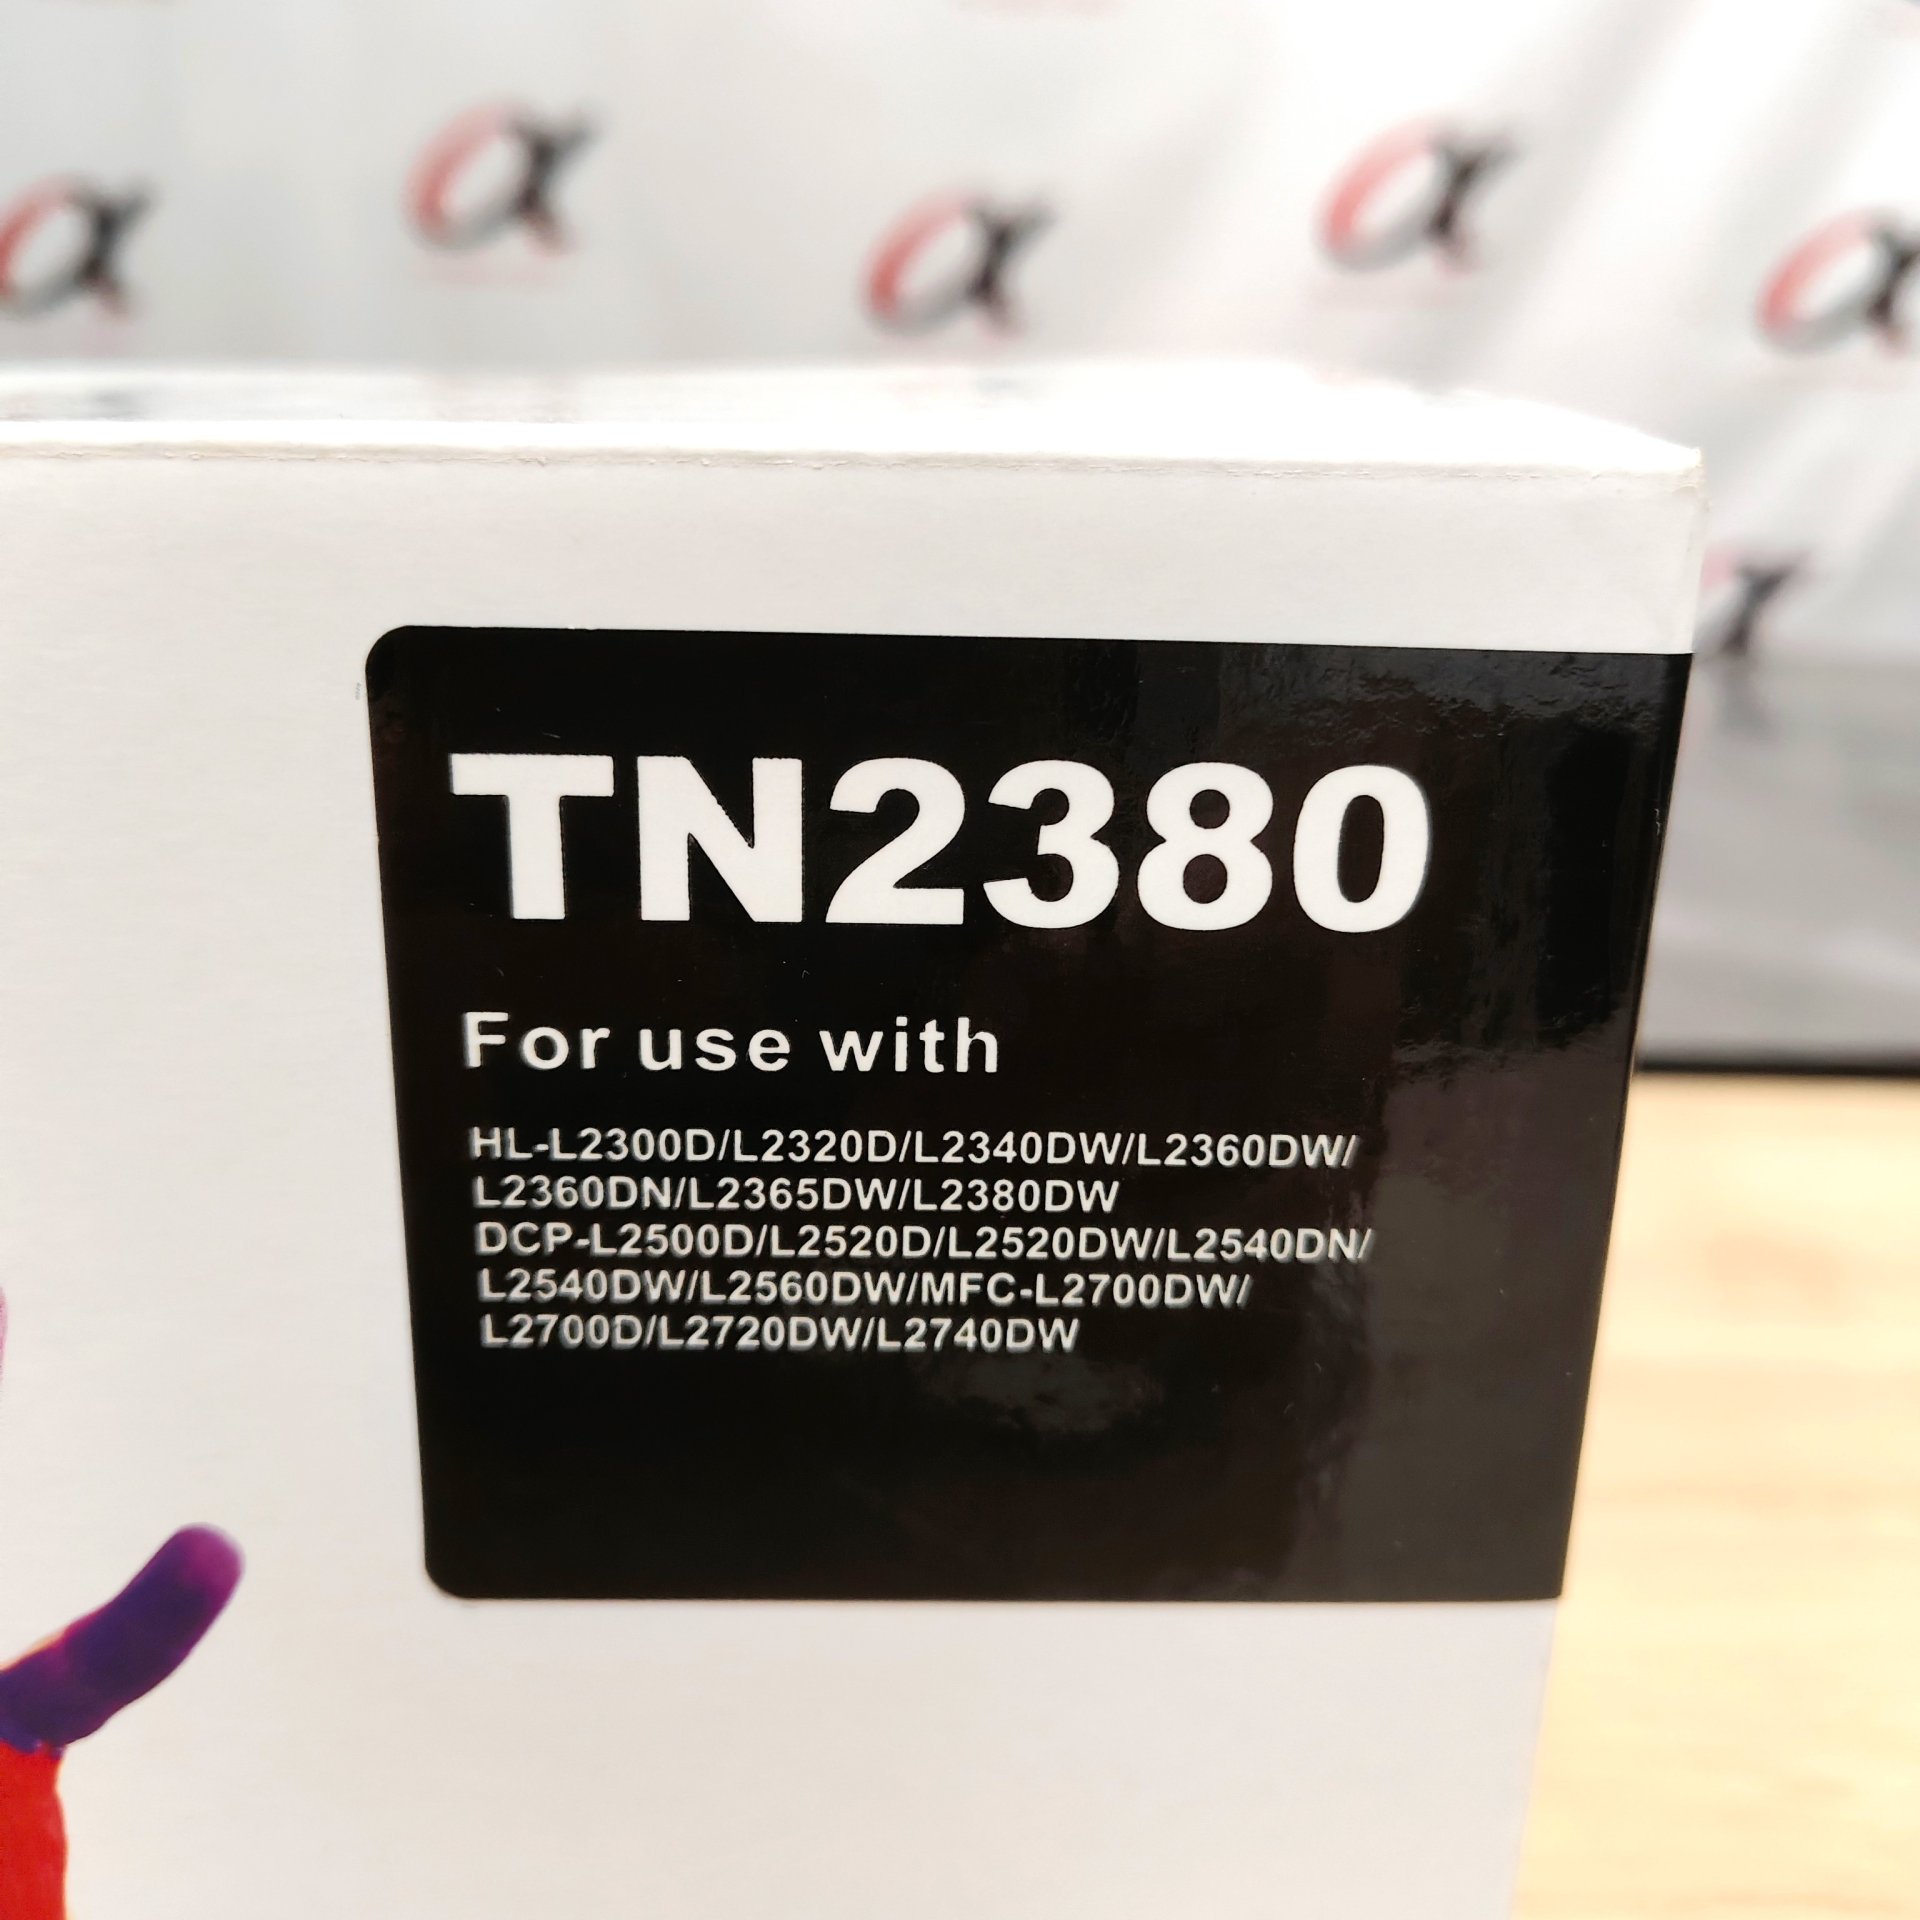 TN2380
For use with
HL-L2300D/L2320D/L2340DW/L2360DW/
L2360DN/L2365DW/L2380DW
DCP-L2500D/L2520D/L2520DW/L2540DN/
L2540DW/L2560DW/MFC-L2700DW/
L2700D/L2720DW/L2740DW